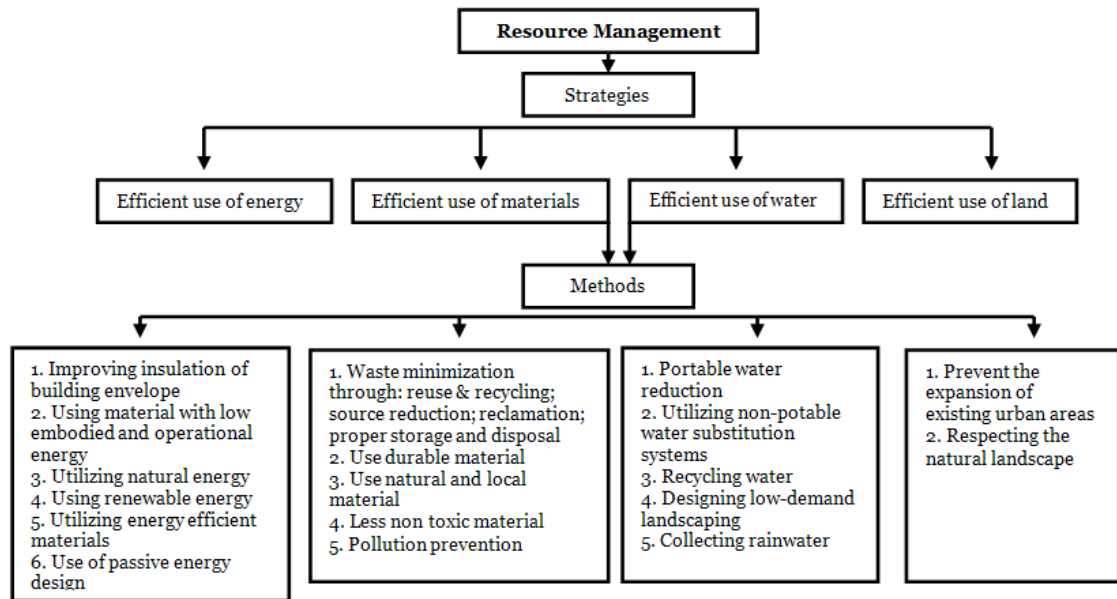 Resource Management
Strategies
Efficient use of energy
Efficient use of materials
Efficient use of water
Efficient use of land
Methods
1. Improving insulation of
building envelope
2. Using material with low
embodied and operational
energy
3. Utilizing natural energy
4. Using renewable energy
5. Utilizing energy efficient
materials
6. Use of passive energy
design
1. Waste minimization
through: reuse & recycling;
source reduction; reclamation;
proper storage and disposal
2. Use durable material
3. Use natural and local
material
4. Less non toxic material
5. Pollution prevention
1. Portable water
reduction
2. Utilizing non-potable
water substitution
systems
3. Recycling water
4. Designing low-demand
landscaping
5. Collecting rainwater
1. Prevent the
expansion of
existing urban areas
2. Respecting the
natural landscape